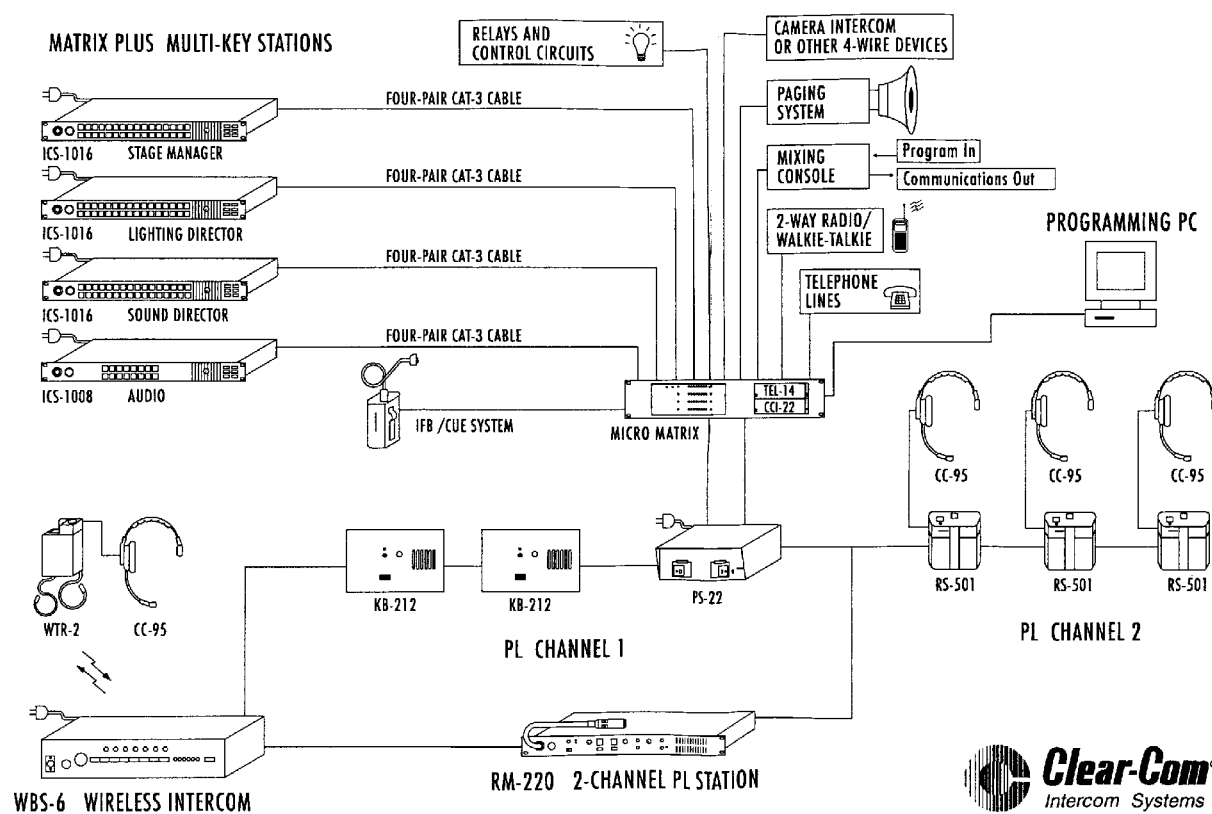 MATRIX PLUS MULTI-KEY STATIONS
RELAYS AND
CONTROL CIRCUITS
CAMERA INTERCOM
OR OTHER 4-WIRE DEVICES
PAGING
SYSTEM
MIXING
CONSOLE
Program In
Communications Out
2-WAY RADIO/
WALKIE-TALKIE
TELEPHONE
LINES
PROGRAMMING PC
FOUR-PAIR CAT-3 CABLE
ICS-1016 STAGE MANAGER
FOUR-PAIR CAT-3 CABLE
ICS-1016 LIGHTING DIRECTOR
FOUR-PAIR CAT-3 CABLE
ICS-1016 SOUND DIRECTOR
FOUR-PAIR CAT-3 CABLE
ICS-1008 AUDIO
IFB /CUE SYSTEM
TEL-14
CCI-22
MICRO MATRIX
CC-95
CC-95
CC-95
RS-501
RS-501
RS-501
PL CHANNEL 2
WTR-2
CC-95
KB-212
KB-212
PS-22
PL CHANNEL 1
WBS-6 WIRELESS INTERCOM
RM-220 2-CHANNEL PL STATION
Clear-Com
Intercom Systems